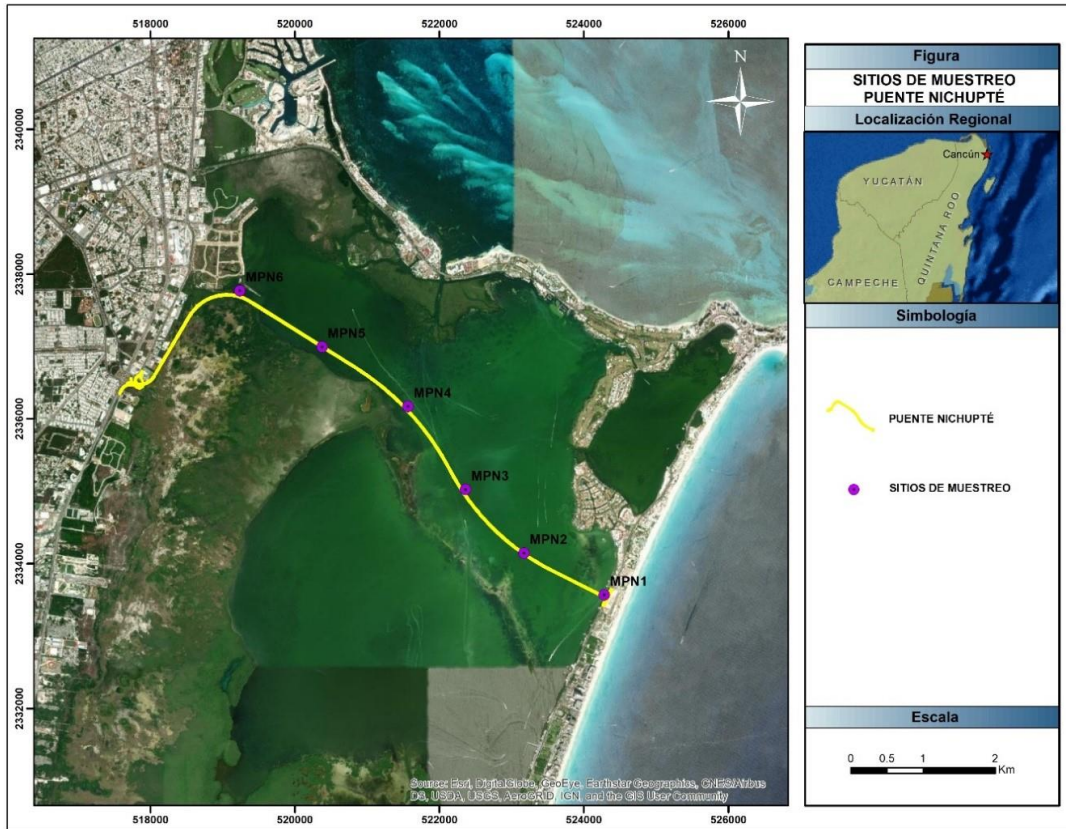 518000
520000
522000
524000
526000
2340000
2338000
2336000
2334000
2332000
N
MPN6
MPN5
MPN4
MPN3
MPN2
MPN1
Source: Esri, DigitalGlobe, GeoEye, Earthstar Geographics, CNES/Airbus
DS, USDA, USGS, AeroGRID, IGN, and the GIS User Community
518000
520000
522000
524000
526000
Figura
SITIOS DE MUESTREO
PUENTE NICHUPTÉ
Localización Regional
Cancún
YUCATÁN
QUINTANA ROO
CAMPECHE
Simbología
PUENTE NICHUPTÉ
SITIOS DE MUESTREO
Escala
0 0.5 1 2
Km